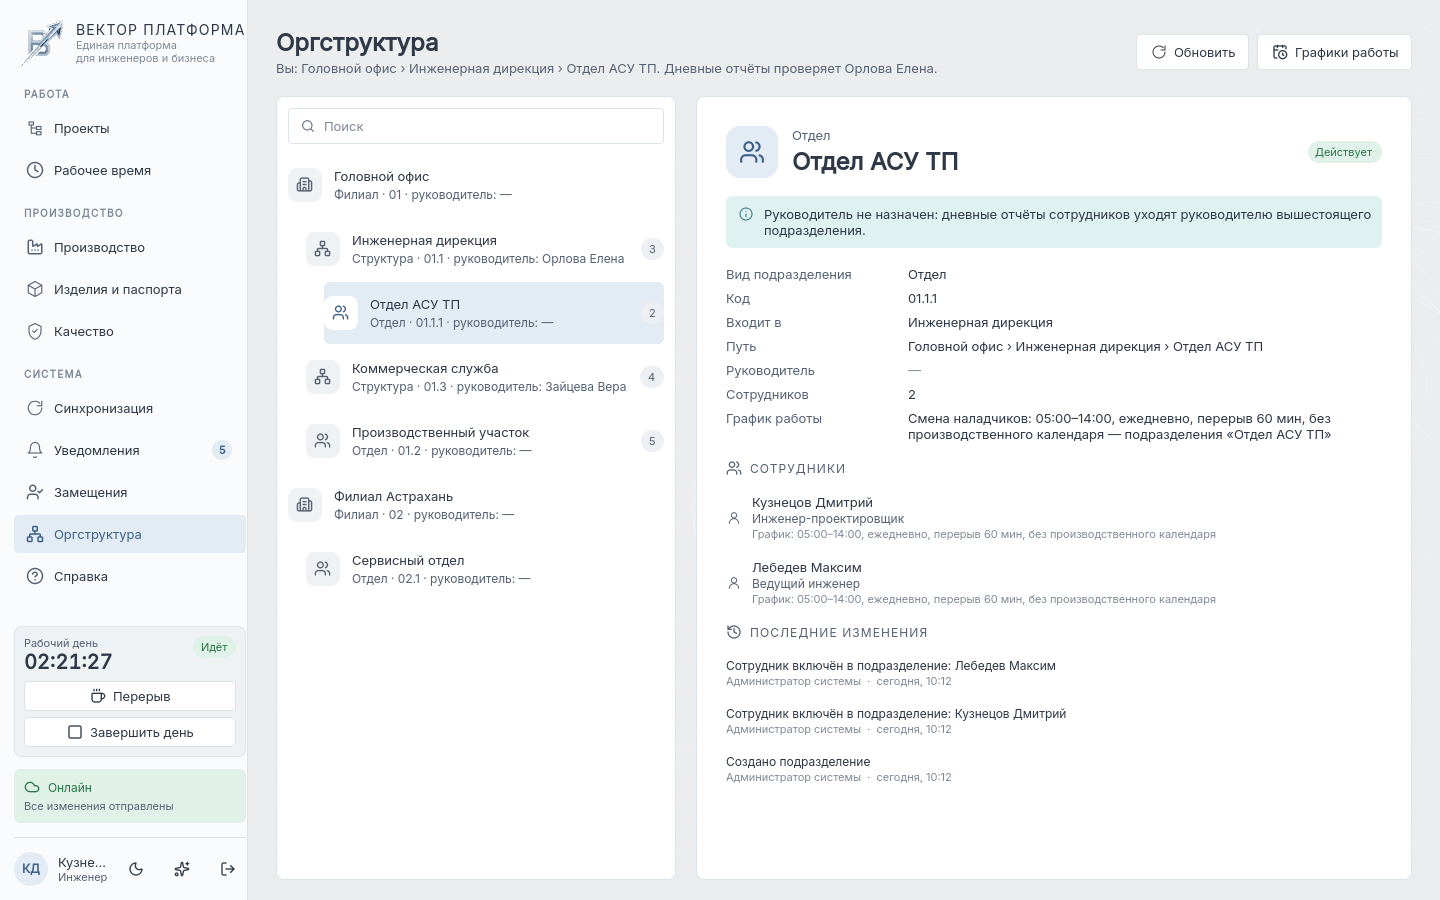 ВЕКТОР ПЛАТФОРМА
Единая платформа
для инженеров и бизнеса
РАБОТА
Проекты
Рабочее время
ПРОИЗВОДСТВО
Производство
Изделия и паспорта
Качество
СИСТЕМА
Синхронизация
Уведомления 5
Замещения
Оргструктура
Справка
Рабочий день
Идёт
02:21:27
Перерыв
Завершить день
Онлайн
Все изменения отправлены
КД
Кузне...
Инженер
Оргструктура
Вы: Головной офис › Инженерная дирекция › Отдел АСУ ТП. Дневные отчёты проверяет Орлова Елена.
Обновить
Графики работы
Поиск
Головной офис
Филиал · 01 · руководитель: —
Инженерная дирекция
Структура · 01.1 · руководитель: Орлова Елена
3
Отдел АСУ ТП
Отдел · 01.1.1 · руководитель: —
2
Коммерческая служба
Структура · 01.3 · руководитель: Зайцева Вера
4
Производственный участок
Отдел · 01.2 · руководитель: —
5
Филиал Астрахань
Филиал · 02 · руководитель: —
Сервисный отдел
Отдел · 02.1 · руководитель: —
Отдел
Отдел АСУ ТП
Действует
Руководитель не назначен: дневные отчёты сотрудников уходят руководителю вышестоящего
подразделения.
Вид подразделения Отдел
Код 01.1.1
Входит в Инженерная дирекция
Путь Головной офис › Инженерная дирекция › Отдел АСУ ТП
Руководитель —
Сотрудников 2
График работы Смена наладчиков: 05:00–14:00, ежедневно, перерыв 60 мин, без
производственного календаря — подразделения «Отдел АСУ ТП»
СОТРУДНИКИ
Кузнецов Дмитрий
Инженер-проектировщик
График: 05:00–14:00, ежедневно, перерыв 60 мин, без производственного календаря
Лебедев Максим
Ведущий инженер
График: 05:00–14:00, ежедневно, перерыв 60 мин, без производственного календаря
ПОСЛЕДНИЕ ИЗМЕНЕНИЯ
Сотрудник включён в подразделение: Лебедев Максим
Администратор системы · сегодня, 10:12
Сотрудник включён в подразделение: Кузнецов Дмитрий
Администратор системы · сегодня, 10:12
Создано подразделение
Администратор системы · сегодня, 10:12